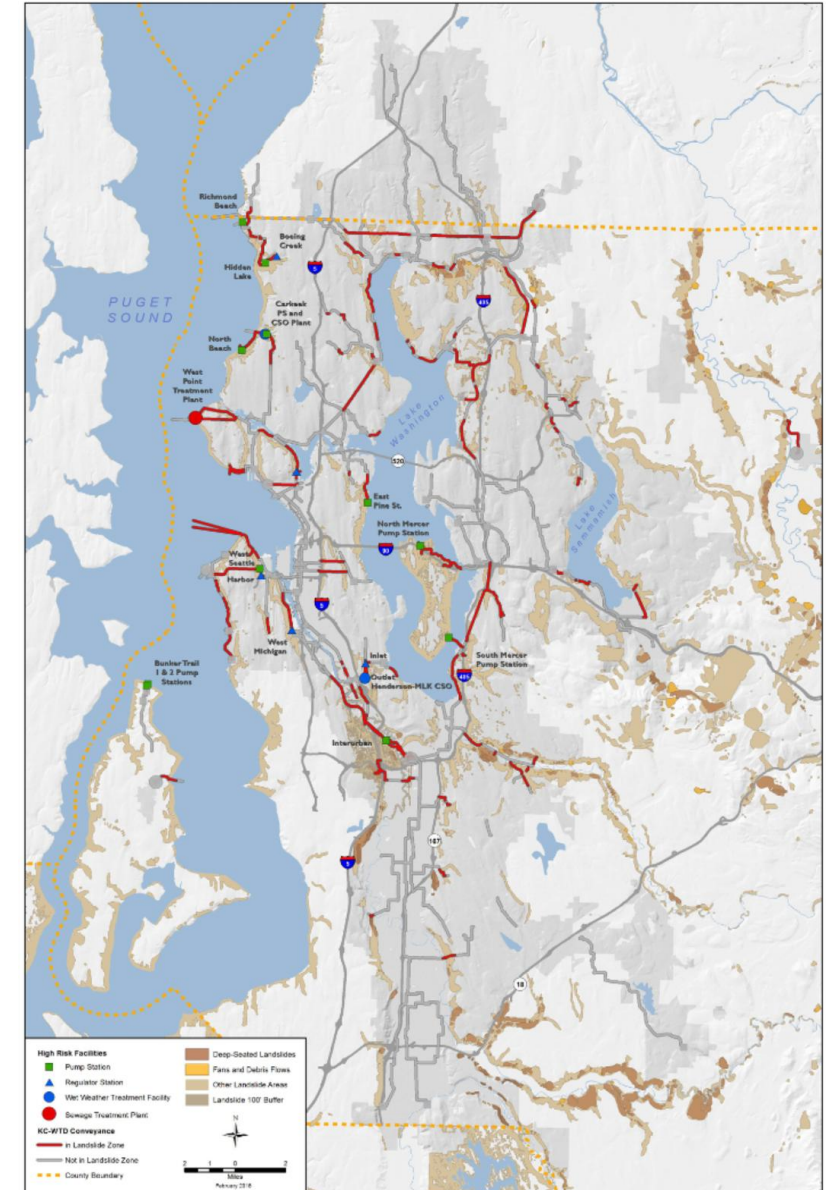 Richmond
Beach
Boeing
Creek
Hidden
Lake
5
405
PUGET
SOUND
Carkeek
PS and
CSO Plant
North
Beach
West
Point
Treatment
Plant
Lake
Washington
520
East
Pine St.
Lake
Sammamish
North Mercer
Pump Station
90
West
Seattle
Harbor
5
West
Michigan
Inlet
Outlet
Henderson-MLK CSO
South Mercer
Pump Station
405
Bunker Trail
1 & 2 Pump
Stations
Interurban
167
5
18
High Risk Facilities
Pump Station
Regulator Station
Wet Weather Treatment Facility
Sewage Treatment Plant
KC-WTD Conveyance
in Landslide Zone
Not in Landslide Zone
County Boundary
Deep-Seated Landslides
Fans and Debris Flows
Other Landslide Areas
Landslide 100' Buffer
N
2 1 0 2
Miles